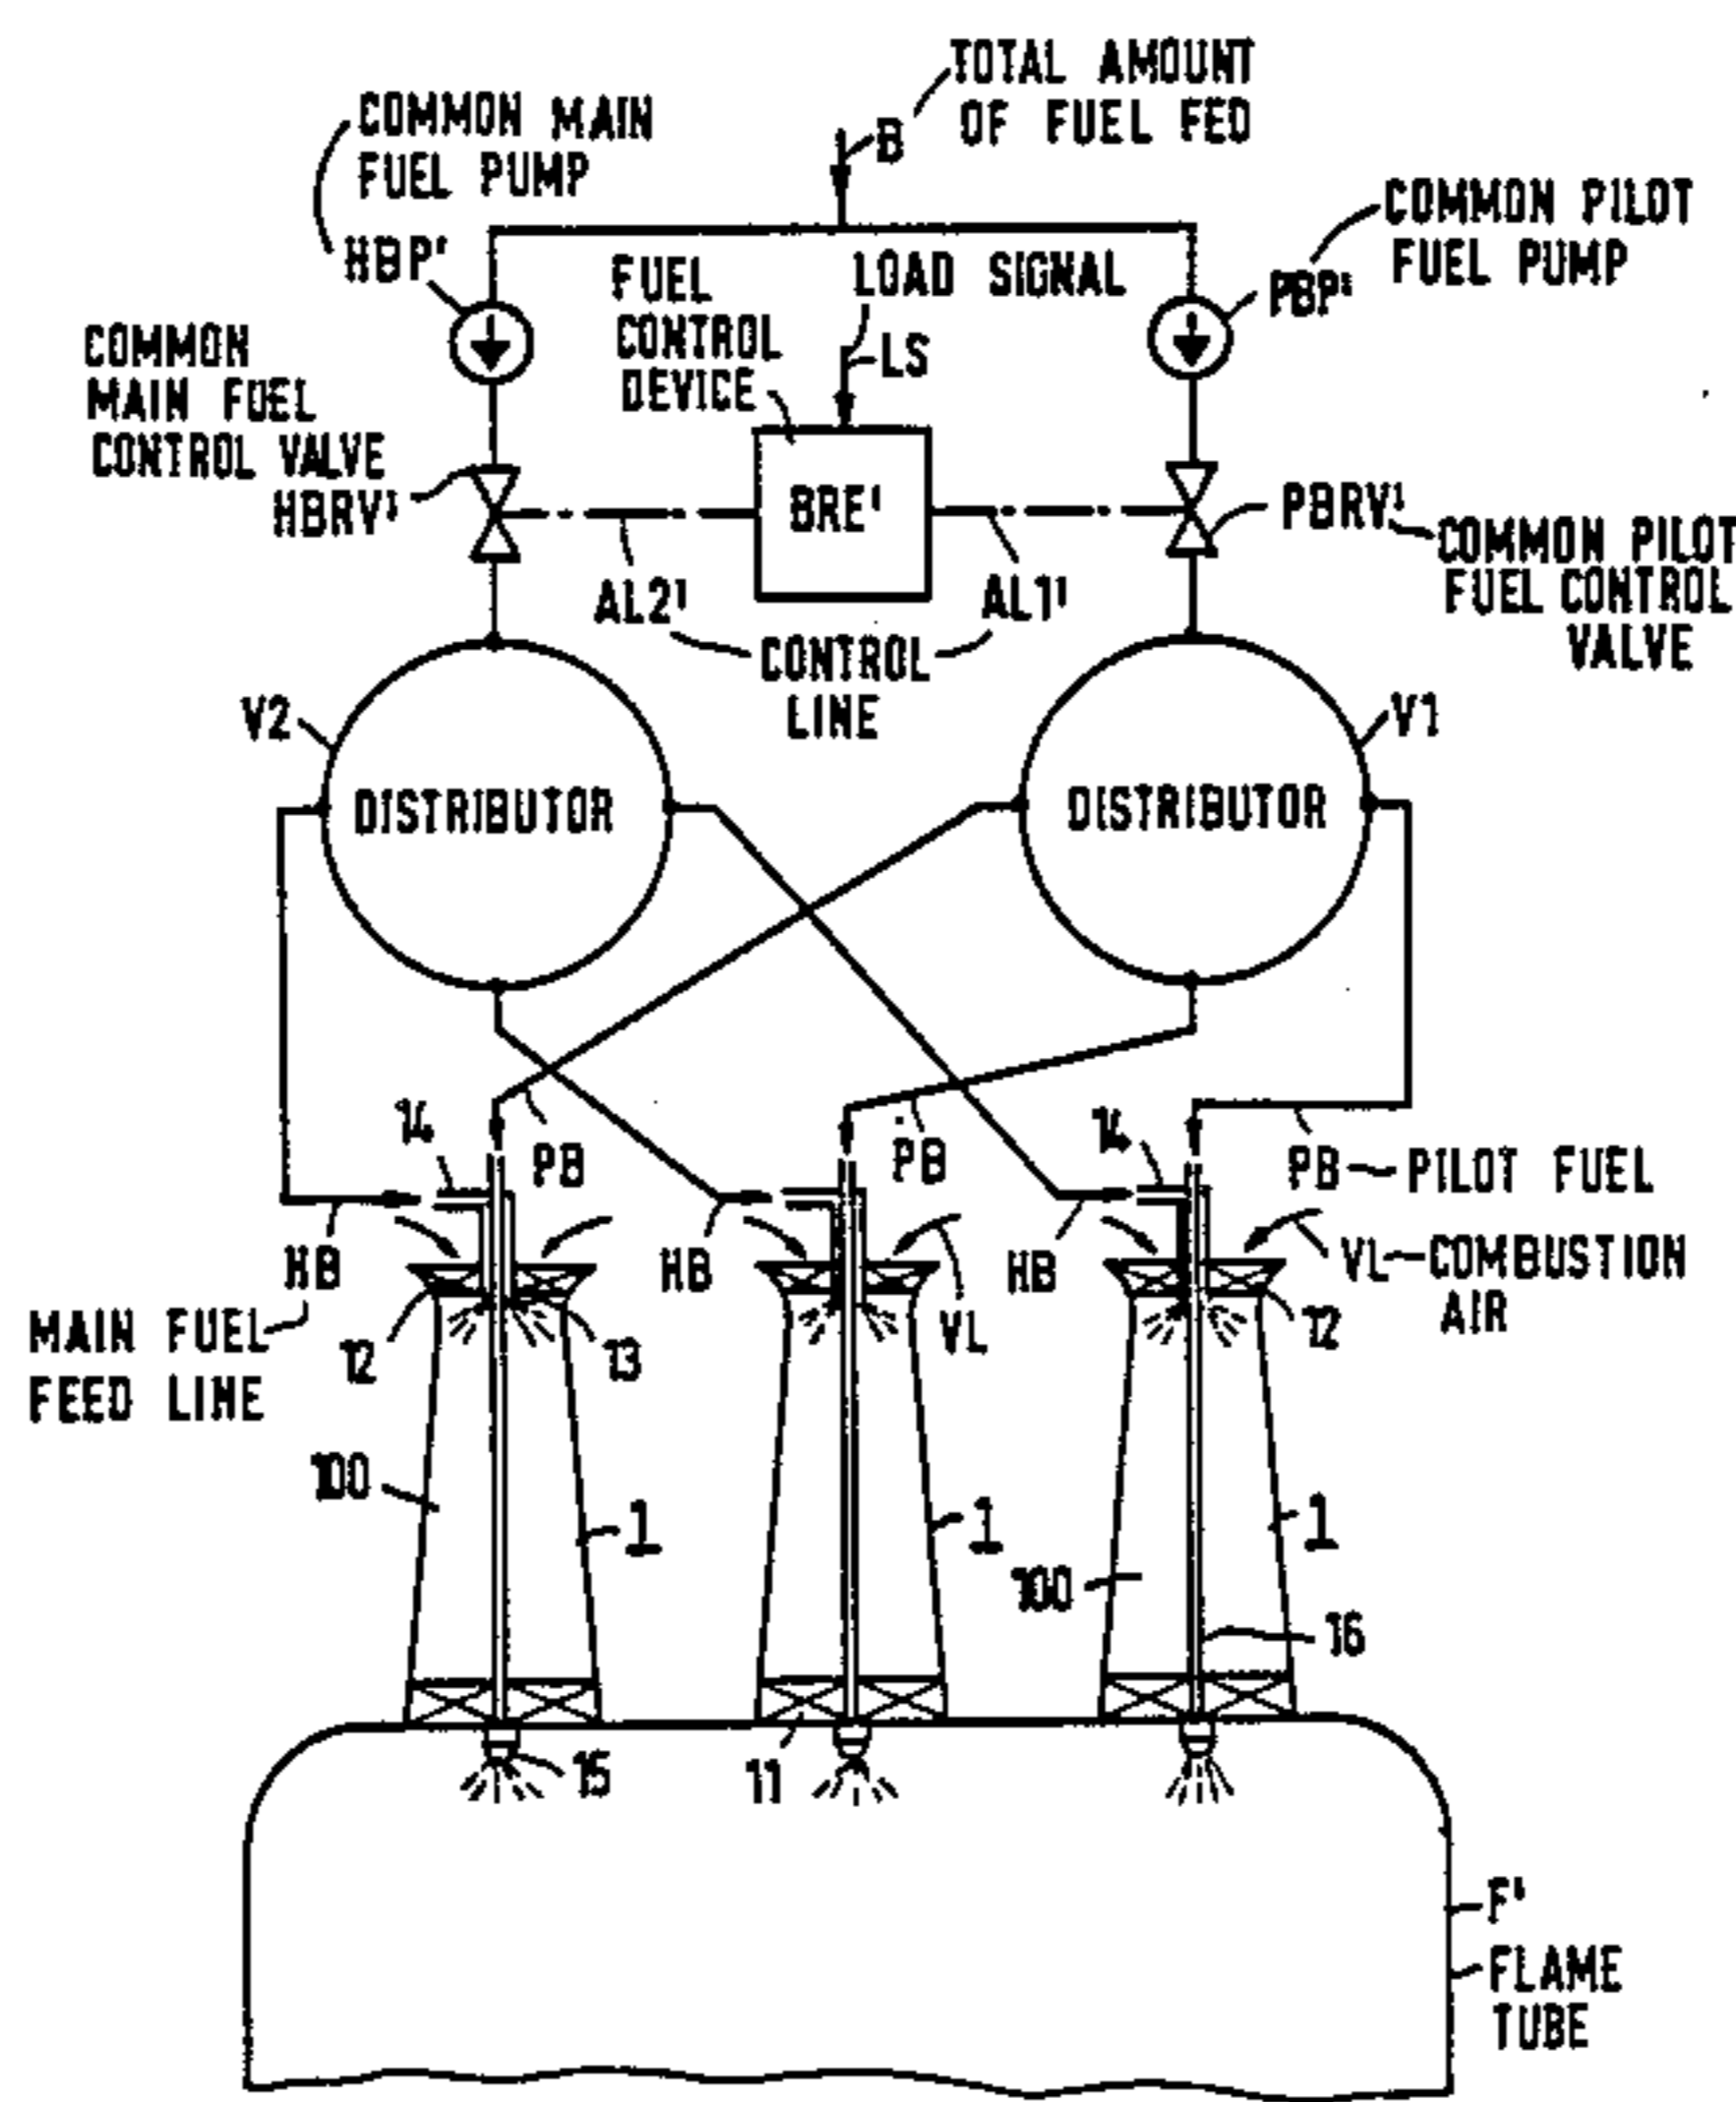 TOTAL AMOUNT
OF FUEL FED
B
COMMON MAIN
FUEL PUMP
HBP'
COMMON PILOT
FUEL PUMP
PBP'
FUEL
CONTROL
DEVICE
LOAD SIGNAL
LS
COMMON
MAIN FUEL
CONTROL VALVE
HBRV'
BRE'
PBRV'
COMMON PILOT
FUEL CONTROL
VALVE
AL2'
AL1'
CONTROL
LINE
V2
V1
DISTRIBUTOR
DISTRIBUTOR
14
PB
PB
14
PB
PILOT FUEL
HB
HB
HB
VL
COMBUSTION
AIR
MAIN FUEL
FEED LINE
12
13
VL
12
100
1
1
100
1
16
15
11
F'
FLAME
TUBE